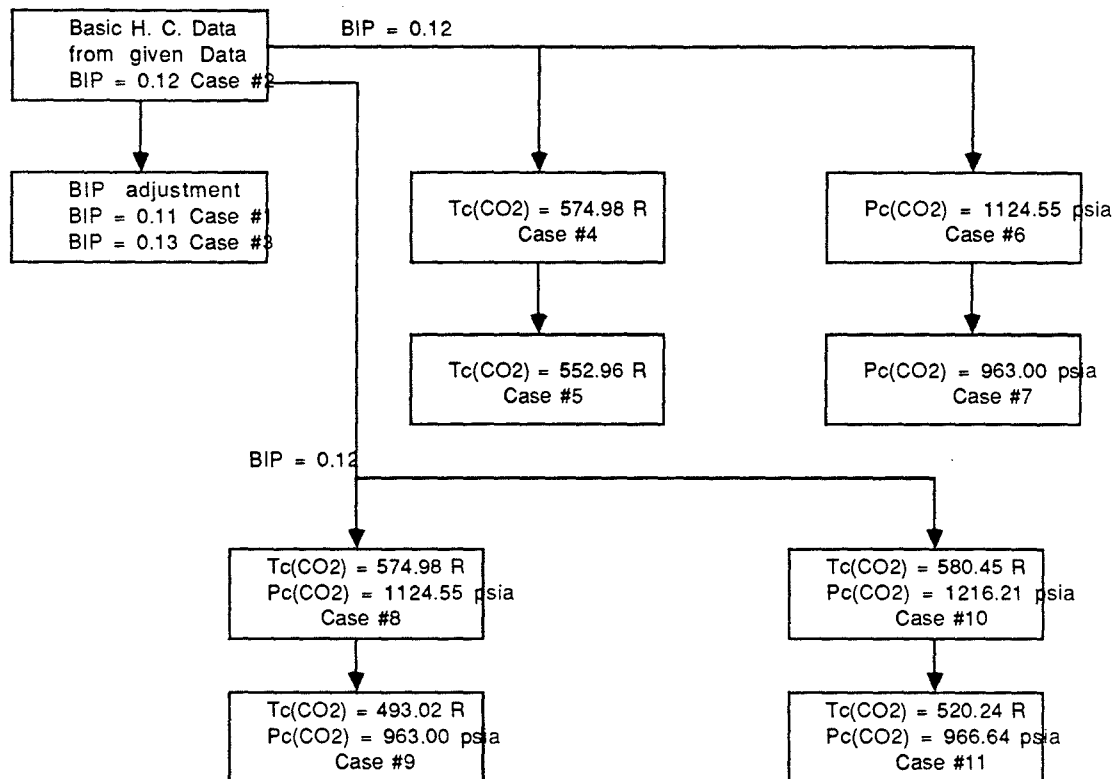 Basic H. C. Data
from given Data
BIP = 0.12 Case #2
BIP = 0.12
BIP adjustment
BIP = 0.11 Case #1
BIP = 0.13 Case #3
Tc(CO2) = 574.98 R
Case #4
Pc(CO2) = 1124.55 psia
Case #6
Tc(CO2) = 552.96 R
Case #5
Pc(CO2) = 963.00 psia
Case #7
BIP = 0.12
Tc(CO2) = 574.98 R
Pc(CO2) = 1124.55 psia
Case #8
Tc(CO2) = 580.45 R
Pc(CO2) = 1216.21 psia
Case #10
Tc(CO2) = 493.02 R
Pc(CO2) = 963.00 psia
Case #9
Tc(CO2) = 520.24 R
Pc(CO2) = 966.64 psia
Case #11